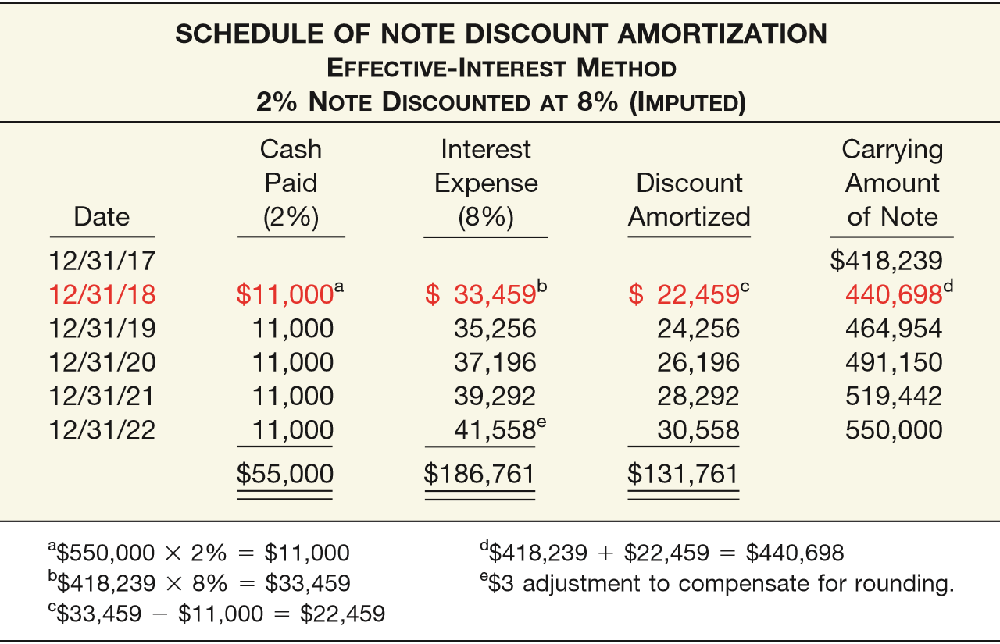 SCHEDULE OF NOTE DISCOUNT AMORTIZATION
EFFECTIVE-INTEREST METHOD
2% NOTE DISCOUNTED AT 8% (IMPUTED)
Cash Interest Carrying
Paid Expense Discount Amount
Date (2%) (8%) Amortized of Note
12/31/17 $418,239
12/31/18 $11,000a $ 33,459b $ 22,459c 440,698d
12/31/19 11,000 35,256 24,256 464,954
12/31/20 11,000 37,196 26,196 491,150
12/31/21 11,000 39,292 28,292 519,442
12/31/22 11,000 41,558e 30,558 550,000
$55,000 $186,761 $131,761
a$550,000 × 2% = $11,000 d$418,239 + $22,459 = $440,698
b$418,239 × 8% = $33,459 e$3 adjustment to compensate for rounding.
c$33,459 − $11,000 = $22,459